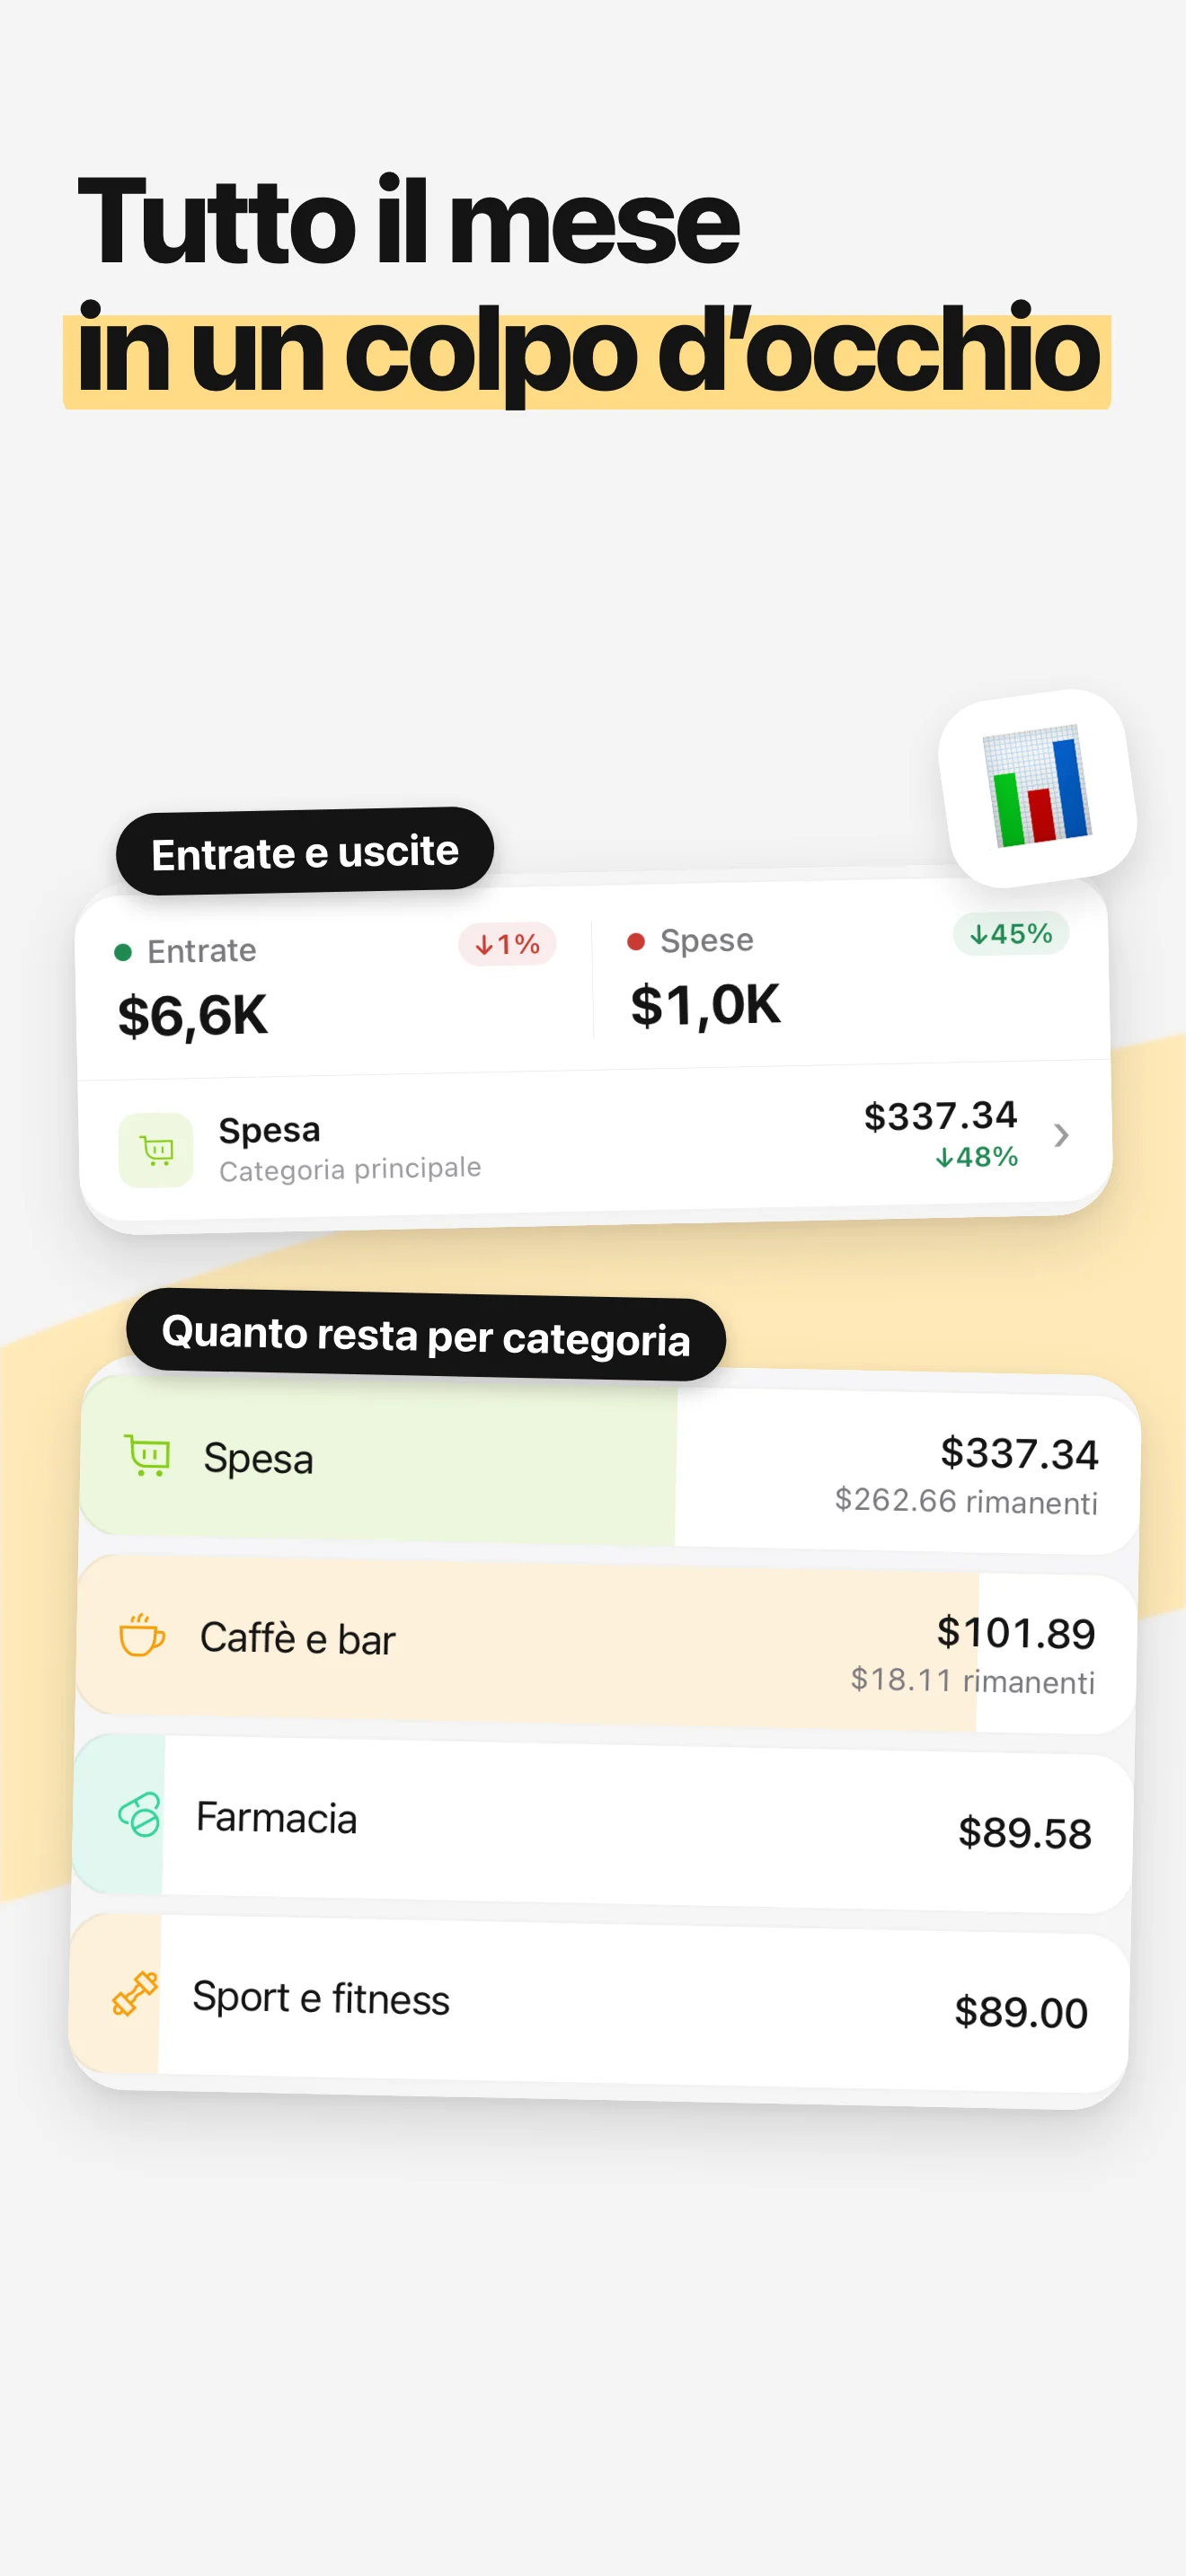 Tutto il mese
in un colpo d’occhio
Entrate e uscite
Entrate ↓1%
$6,6K
Spese ↓45%
$1,0K
Spesa
Categoria principale
$337.34
↓48%
Quanto resta per categoria
Spesa
$337.34
$262.66 rimanenti
Caffè e bar
$101.89
$18.11 rimanenti
Farmacia
$89.58
Sport e fitness
$89.00